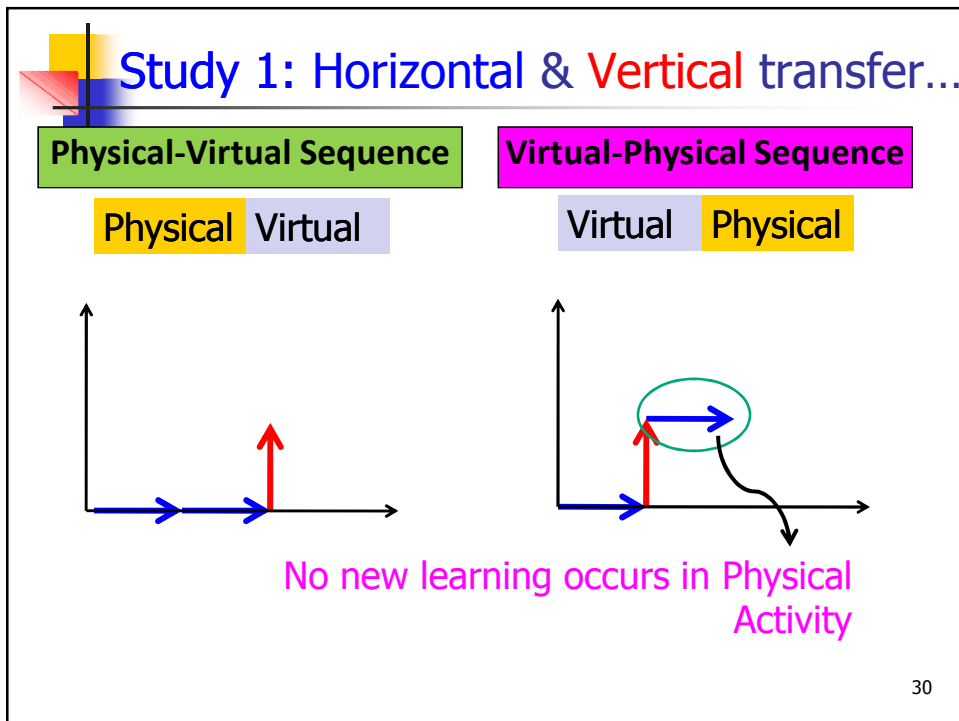 Study 1: Horizontal & Vertical transfer...
Physical-Virtual Sequence
Virtual-Physical Sequence
Physical Virtual
Virtual Physical
No new learning occurs in Physical
Activity
30